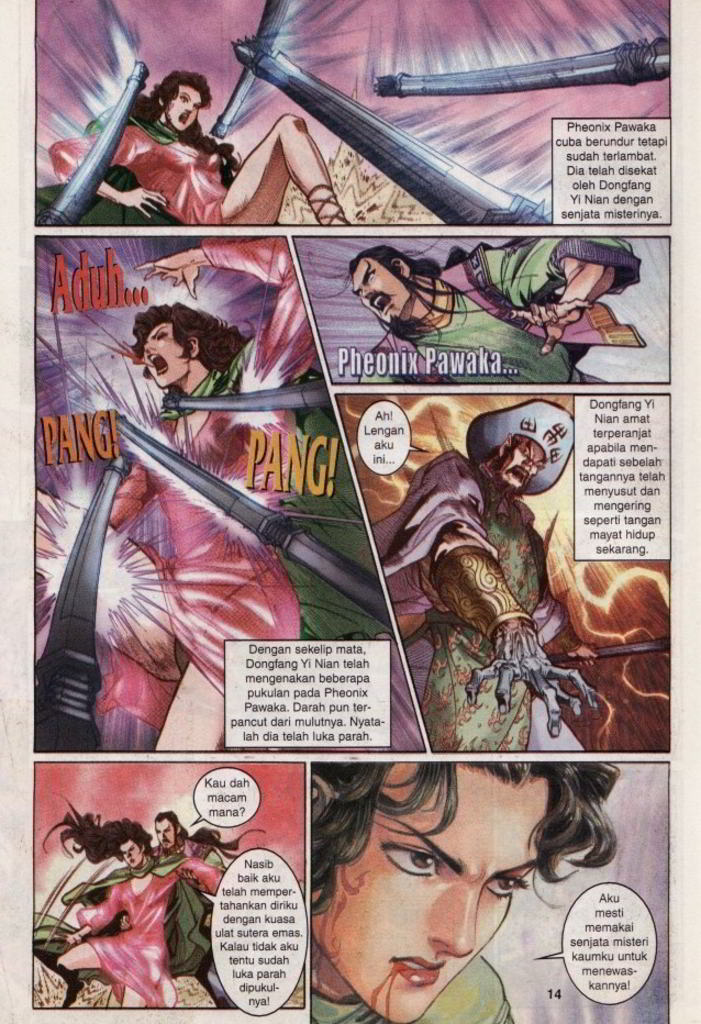 Pheonix Pawaka
cuba berundur tetapi
sudah terlambat.
Dia telah disekat
oleh Dongfang
Yi Nian dengan
senjata misterinya.
Aduh...
PANG!
PANG!
Dengan sekelip mata,
Dongfang Yi Nian telah
mengenakan beberapa
pukulan pada Pheonix
Pawaka. Darah pun ter-
pancut dari mulutnya. Nyata-
lah dia telah luka parah.
Pheonix Pawaka...
Ah!
Lengan
aku
ini...
Dongfang Yi
Nian amat
terperanjat
apabila men-
dapati sebelah
tangannya telah
menyusut dan
mengering
seperti tangan
mayat hidup
sekarang.
Kau dah
macam
mana?
Nasib
baik aku
telah memper-
tahankan diriku
dengan kuasa
ulat sutera emas.
Kalau tidak aku
tentu sudah
luka parah
dipukul-
nya!
Aku
mesti
memakai
senjata misteri
kaumku untuk
menewas-
kannya!
14